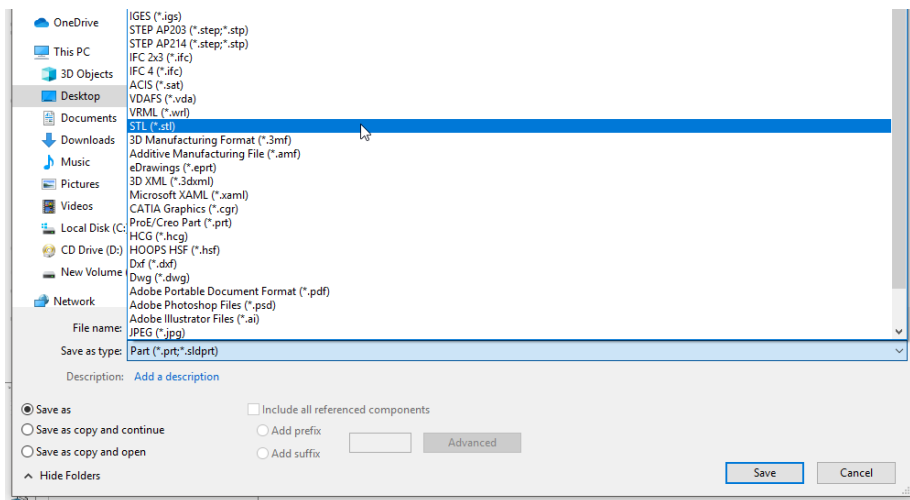 OneDrive
This PC
3D Objects
Desktop
Documents
Downloads
Music
Pictures
Videos
Local Disk (C:
CD Drive (D:)
New Volume
Network
IGES (*.igs)
STEP AP203 (*.step;*.stp)
STEP AP214 (*.step;*.stp)
IFC 2x3 (*.ifc)
IFC 4 (*.ifc)
ACIS (*.sat)
VDAFS (*.vda)
VRML (*.wrl)
STL (*.stl)
3D Manufacturing Format (*.3mf)
Additive Manufacturing File (*.amf)
eDrawings (*.eprt)
3D XML (*.3dxml)
Microsoft XAML (*.xaml)
CATIA Graphics (*.cgr)
ProE/Creo Part (*.prt)
HCG (*.hcg)
HOOPS HSF (*.hsf)
Dxf (*.dxf)
Dwg (*.dwg)
Adobe Portable Document Format (*.pdf)
Adobe Photoshop Files (*.psd)
Adobe Illustrator Files (*.ai)
JPEG (*.jpg)
File name:
Save as type: Part (*.prt;*.sldprt)
Description: Add a description
Save as
Save as copy and continue
Save as copy and open
Include all referenced components
Add prefix
Add suffix
Advanced
Hide Folders
Save
Cancel